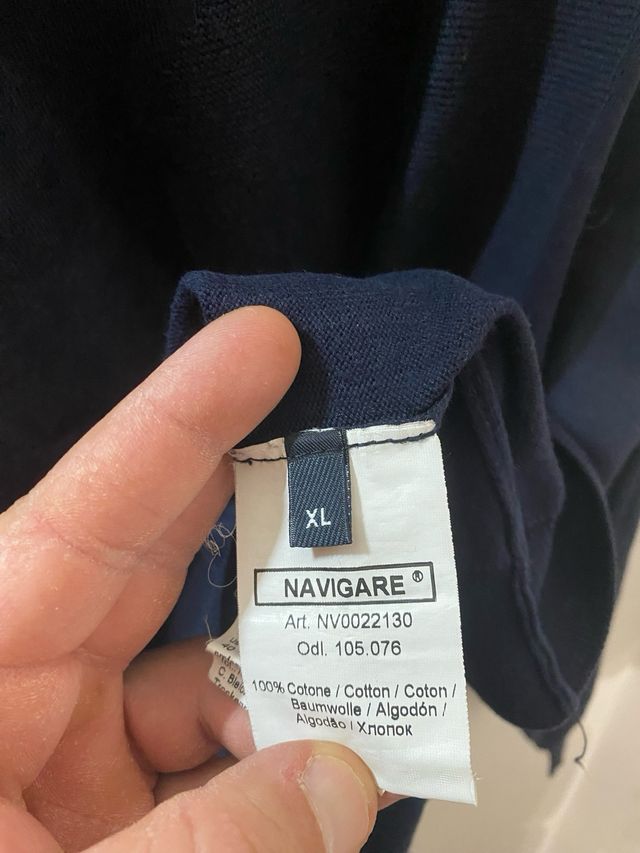 XL
NAVIGARE®
Art. NV0022130
Odl. 105.076
100% Cotone / Cotton / Coton /
Baumwolle / Algodón /
Algodão / Хлопок